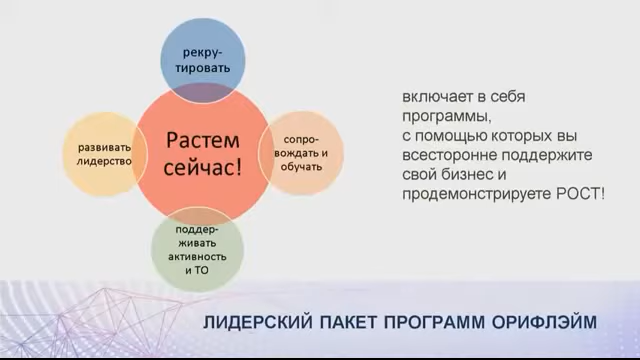 рекру-
тировать
развивать
лидерство
Растем
сейчас!
сопро-
вождать и
обучать
поддер-
живать
активность
и ТО
включает в себя
программы,
с помощью которых вы
всесторонне поддержите
свой бизнес и
продемонстрируете РОСТ!
ЛИДЕРСКИЙ ПАКЕТ ПРОГРАММ ОРИФЛЭЙМ